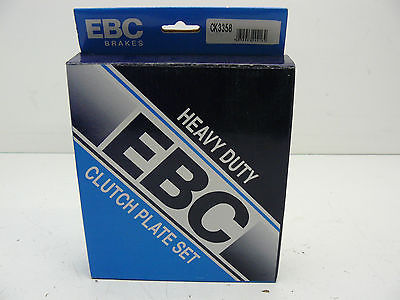 EBC
BRAKES
CK3358
HEAVY DUTY
EBC
CLUTCH PLATE SET